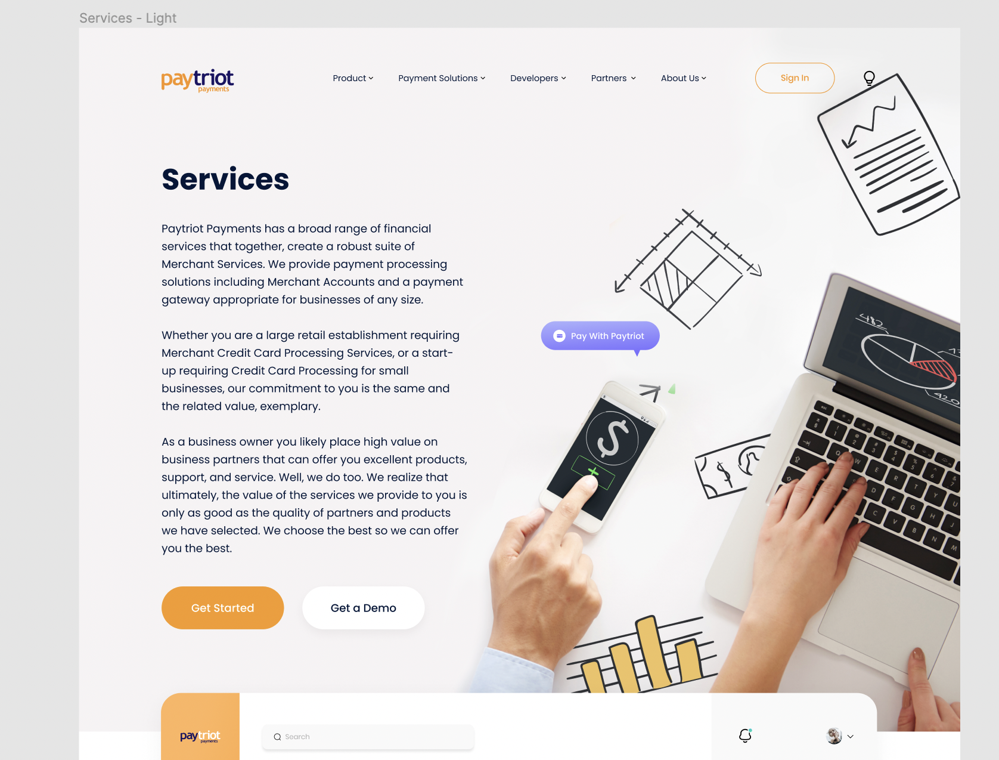 Services - Light
paytriot
payments
Product
Payment Solutions
Developers
Partners
About Us
Sign In
Services
Paytriot Payments has a broad range of financial
services that together, create a robust suite of
Merchant Services. We provide payment processing
solutions including Merchant Accounts and a payment
gateway appropriate for businesses of any size.
Whether you are a large retail establishment requiring
Merchant Credit Card Processing Services, or a start-
up requiring Credit Card Processing for small
businesses, our commitment to you is the same and
the related value, exemplary.
As a business owner you likely place high value on
business partners that can offer you excellent products,
support, and service. Well, we do too. We realize that
ultimately, the value of the services we provide to you is
only as good as the quality of partners and products
we have selected. We choose the best so we can offer
you the best.
Get Started
Get a Demo
Pay With Paytriot
$
+
$
482
420
esc
Q
W
E
R
T
Y
U
D
F
G
H
J
C
V
B
N
M
paytriot
payments
Search